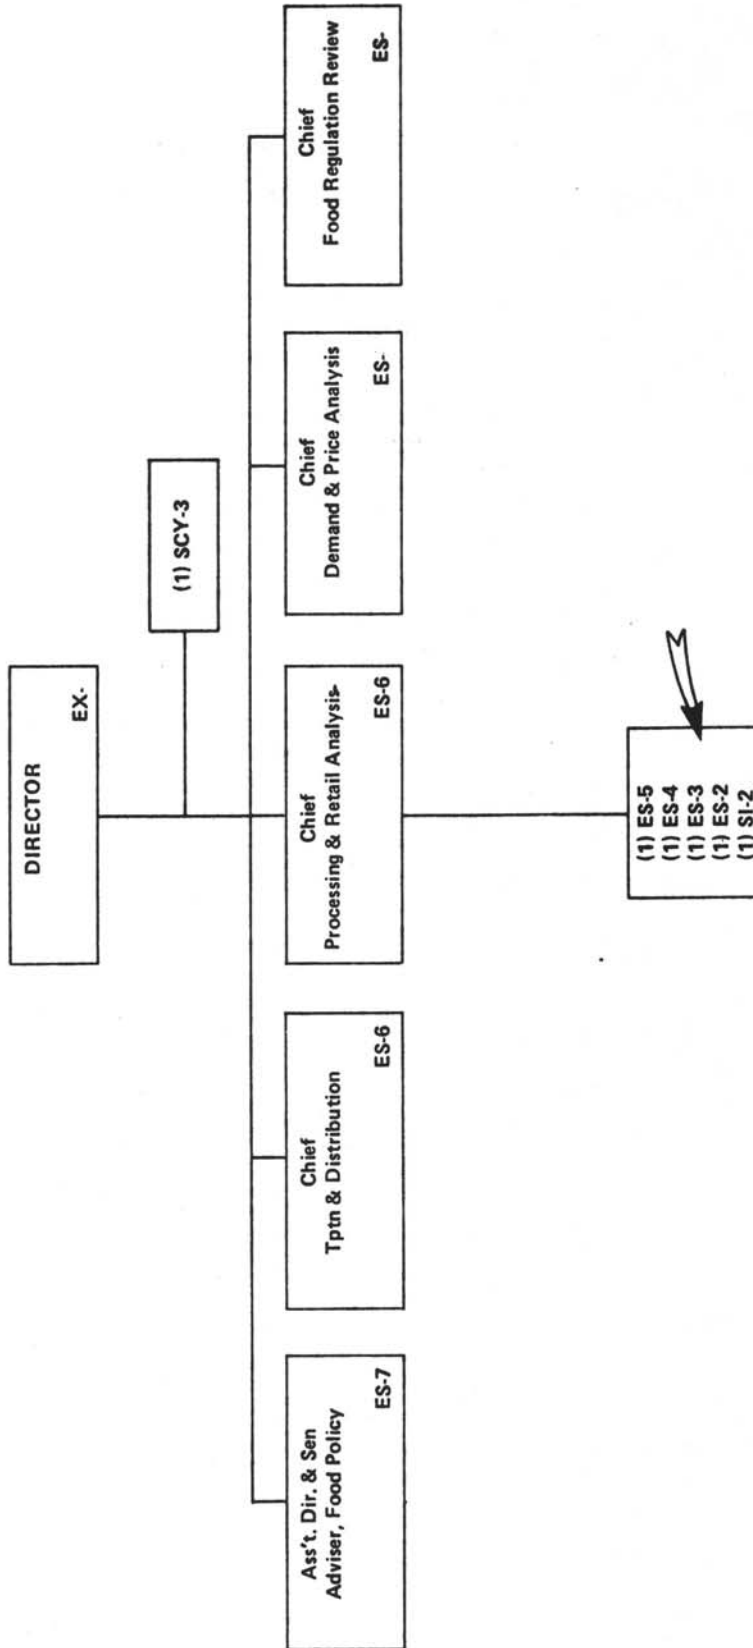 DIRECTOR
EX-
(1) SCY-3
Ass't. Dir. & Sen
Adviser, Food Policy
ES-7
Chief
Tptn & Distribution
ES-6
Chief
Processing & Retail Analysis-
ES-6
Chief
Demand & Price Analysis
ES-
Chief
Food Regulation Review
ES-
(1) ES-5
(1) ES-4
(1) ES-3
(1) ES-2
(1) SI-2